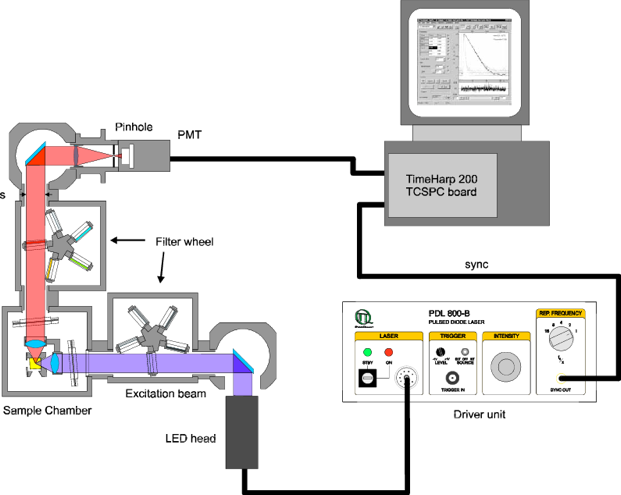 Pinhole
PMT
s
TimeHarp 200
TCSPC board
Filter wheel
sync
PDL 800-B
PULSED DIODE LASER
REP. FREQUENCY
LASER
TRIGGER
INTENSITY
STBY
ON
LEVEL
SOURCE
TRIGGER IN
SYNC OUT
Sample Chamber
Excitation beam
Driver unit
LED head